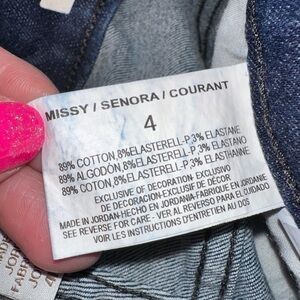 MISSY / SENORA / COURANT
4
89% COTTON,8%ELASTERELL-P,3% ELASTANE
89% ALGODÓN,8%ELASTERELL-P,3% ELASTANO
89% COTON,8%ELASTERELL-P,3% ELASTHANNE
EXCLUSIVE OF DECORATION- EXCLUSIVO
DE DECORACION-EXCLUSIF DE DÉCOR
MADE IN JORDAN-HECHO EN JORDANIA-FABRIQUE EN JORDANIE
SEE REVERSE FOR CARE - VER AL REVERSO PARA EL CUIDADO
VOIR LES INSTRUCTIONS D'ENTRETIEN AU DOS